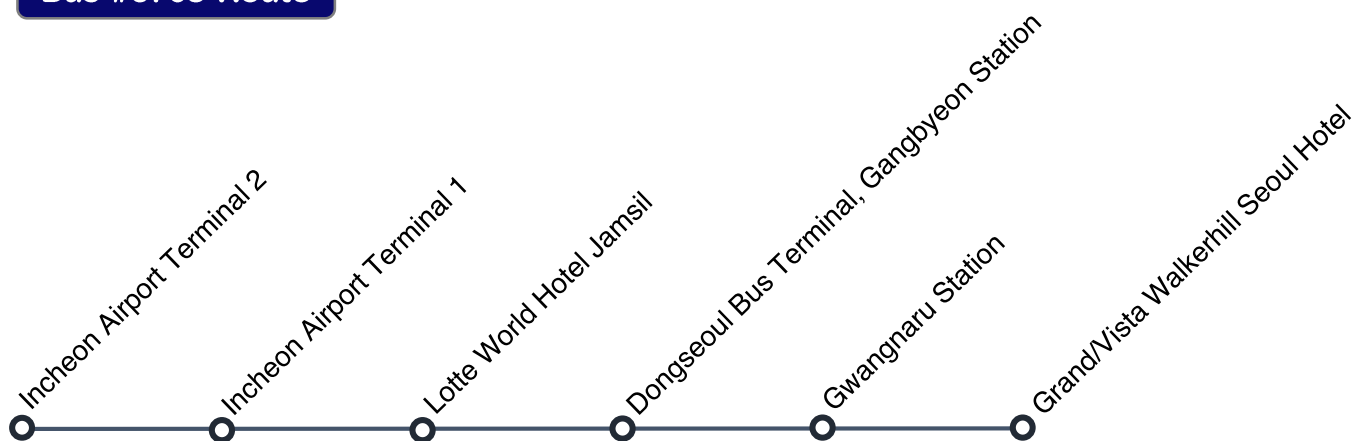 Route
Incheon Airport Terminal 2
Incheon Airport Terminal 1
Lotte World Hotel Jamsil
Dongseoul Bus Terminal, Gangbyeon Station
Gwangnaru Station
Grand/Vista Walkerhill Seoul Hotel